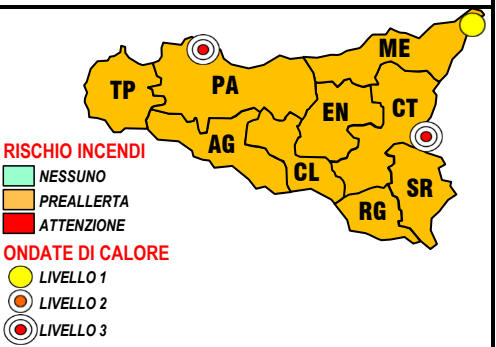 ME
TP
PA
EN
CT
AG
CL
SR
RG
RISCHIO INCENDI
NESSUNO
PREALLERTA
ATTENZIONE
ONDATE DI CALORE
LIVELLO 1
LIVELLO 2
LIVELLO 3